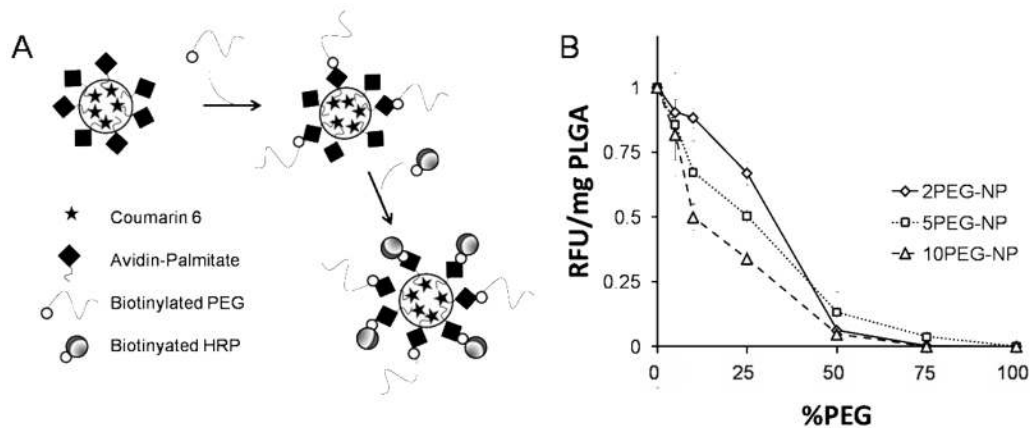 A
Coumarin 6
Avidin-Palmitate
Biotinylated PEG
Biotinyated HRP
B
RFU/mg PLGA
1
0.75
0.5
0.25
0
0 25 50 75 100
%PEG
2PEG-NP
5PEG-NP
10PEG-NP